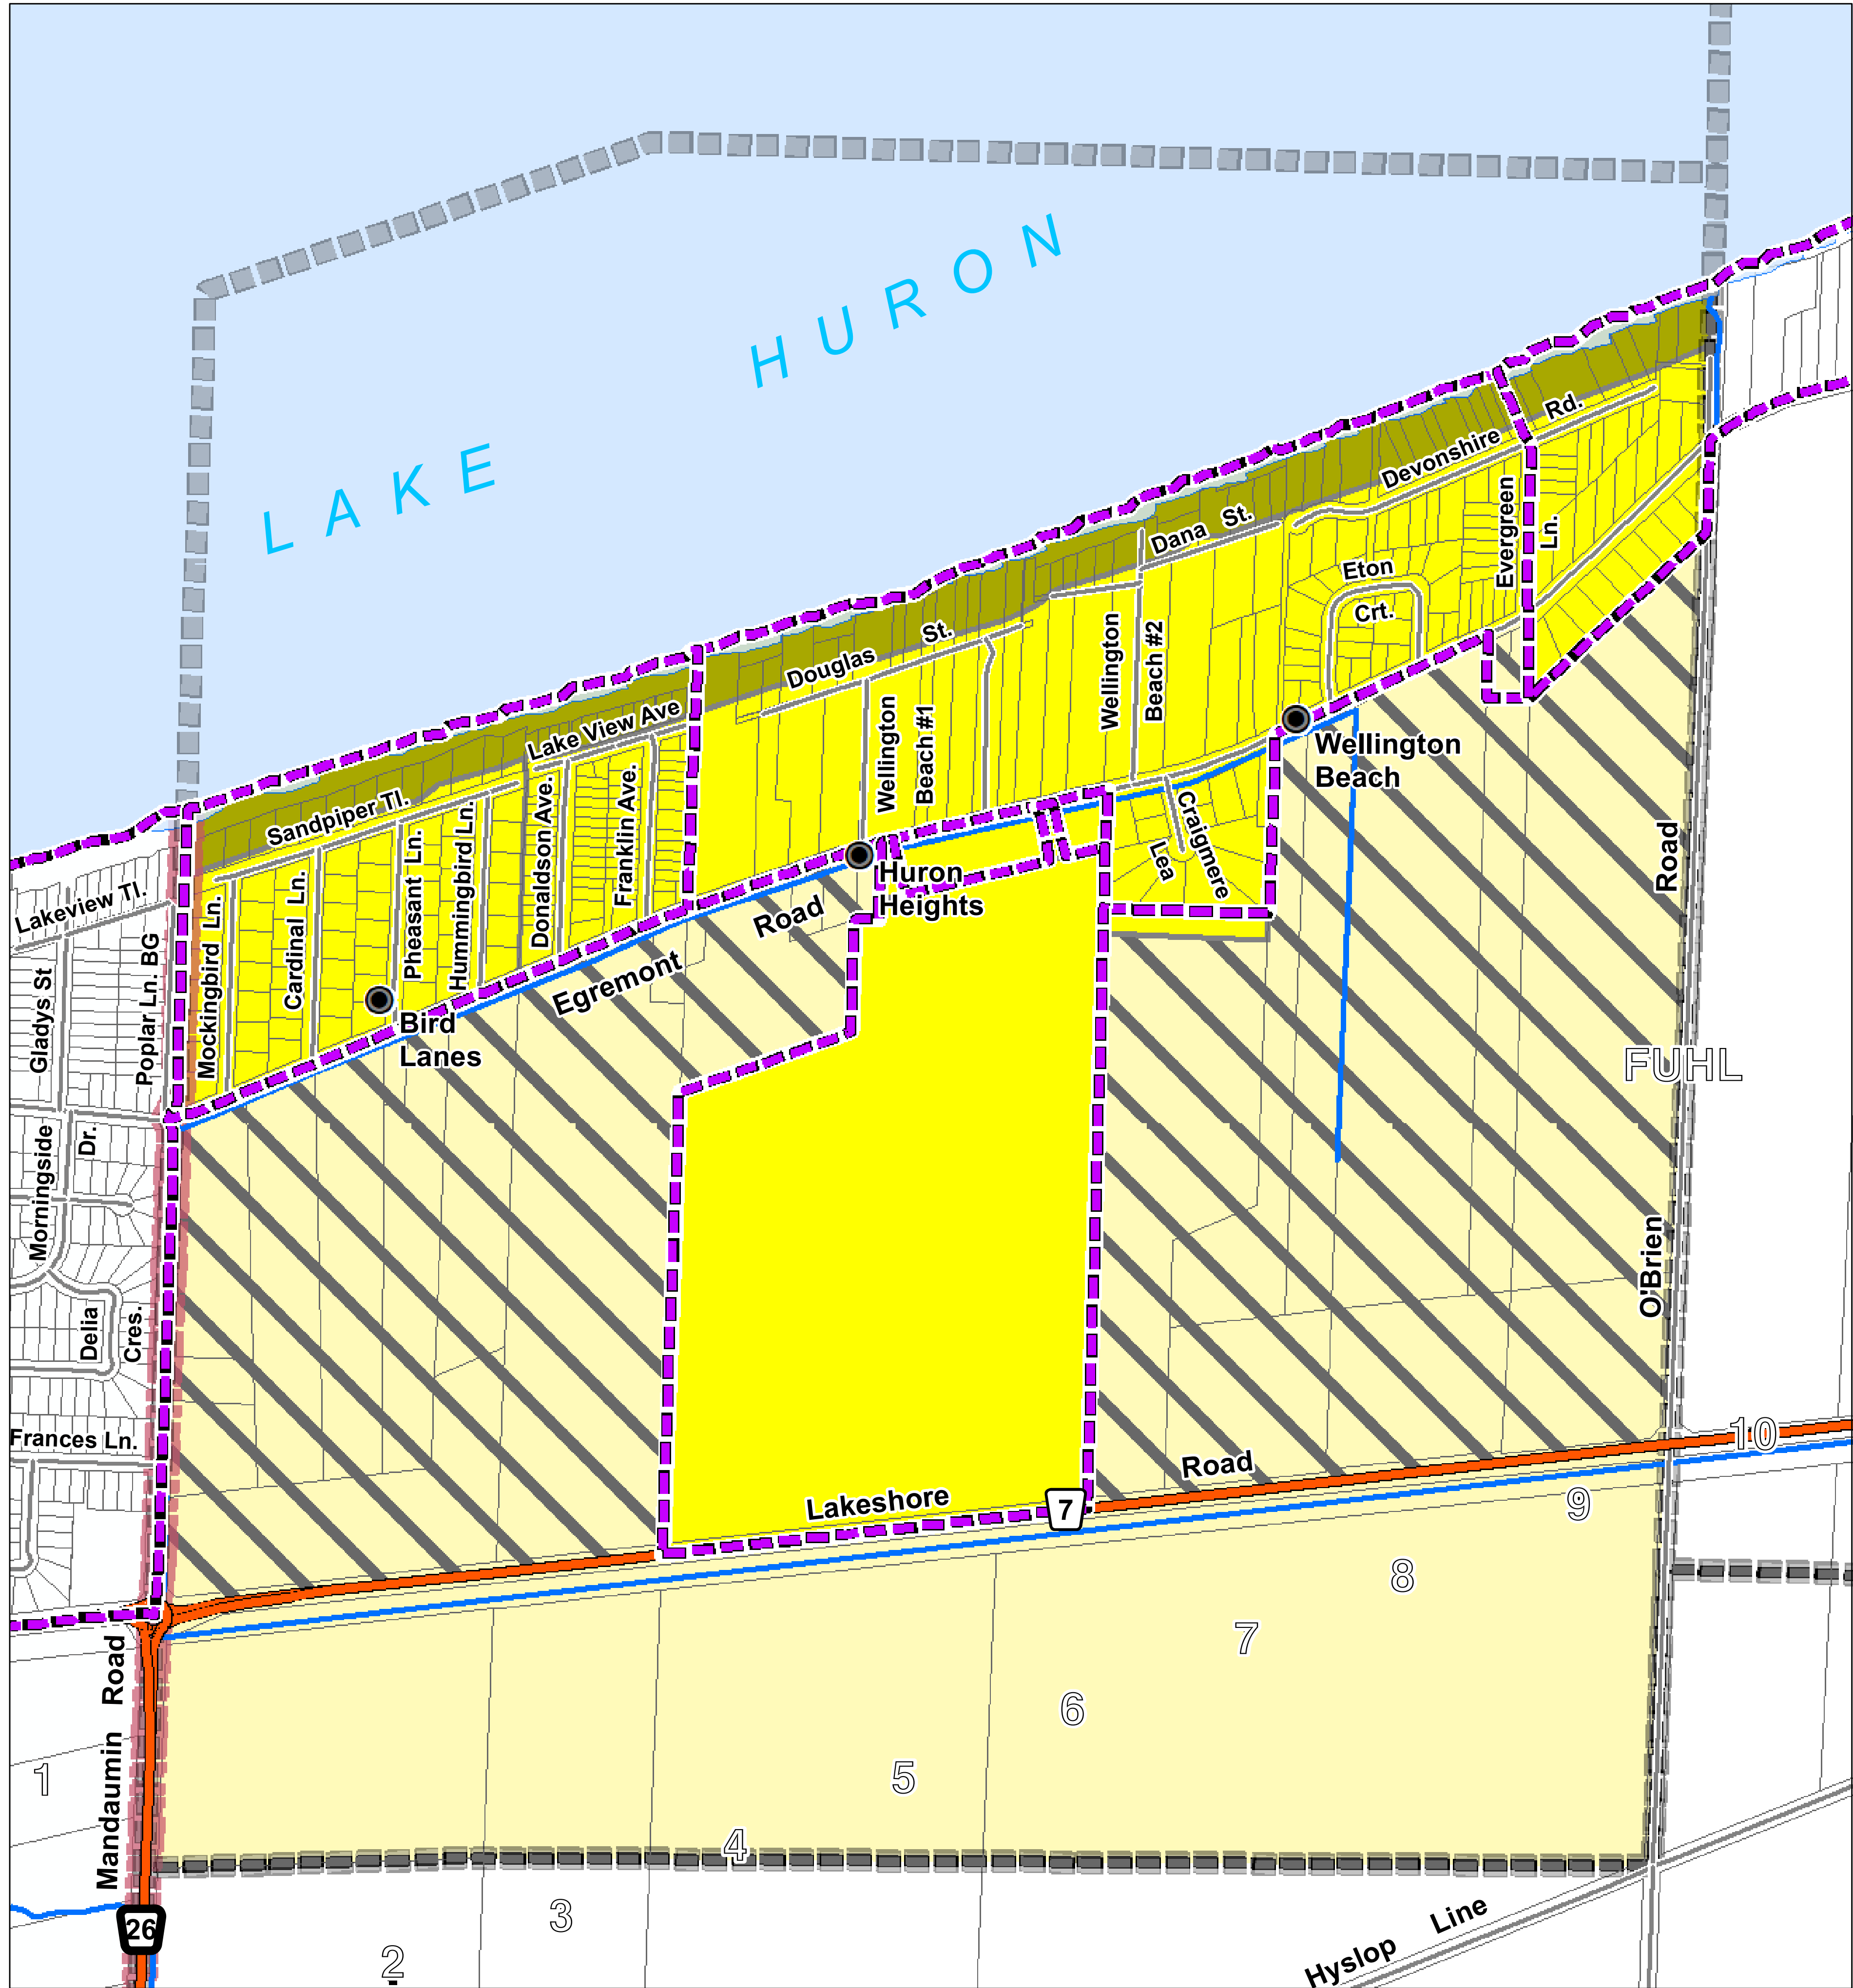 LAKE HURON
Devonshire Rd.
Dana St.
Evergreen Ln.
Eton
Crt.
Douglas St.
Wellington
Beach #1
Wellington
Beach #2
Lake View Ave
Sandpiper Tl.
Wellington
Beach
Craigmere
Lea
Huron
Heights
Lakeview Tl.
Mockingbird Ln.
Cardinal Ln.
Pheasant Ln.
Hummingbird Ln.
Donaldson Ave.
Franklin Ave.
Bird
Lanes
Egremont Road
Gladys St
Poplar Ln. BG
Morningside
Dr.
Delia
Cres.
Frances Ln.
FUHL
O'Brien Road
Lakeshore Road
7
10
9
8
7
6
5
4
3
2
1
Mandaumin Road
26
Hyslop Line